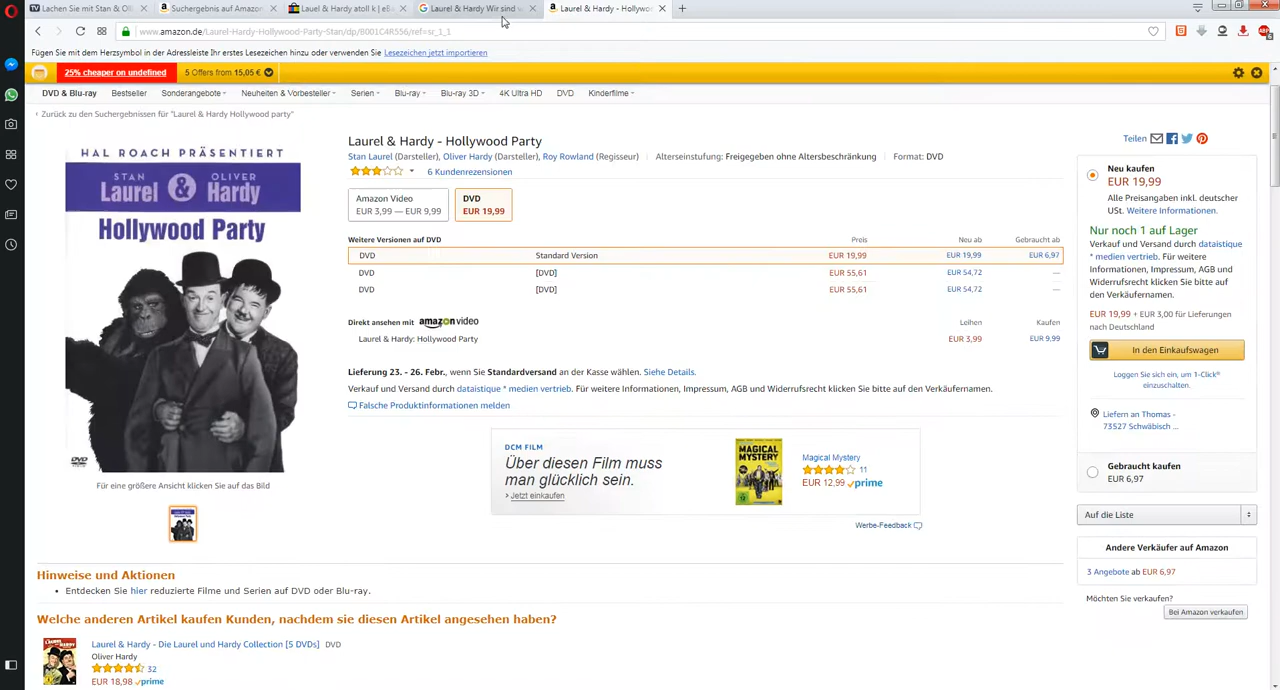 Lachen Sie mit Stan & Oll
Suchergebnis auf Amazon.
Lauel & Hardy atoll k | eB
Laurel & Hardy Wir sind w
Laurel & Hardy - Hollywoo
www.amazon.de/Laurel-Hardy-Hollywood-Party-Stan/dp/B001C4R556/ref=sr_1_1
Fügen Sie mit dem Herzsymbol in der Adressleiste Ihr erstes Lesezeichen hinzu oder verwenden Sie Lesezeichen jetzt importieren
25% cheaper on undefined
5 Offers from 15,05 €
DVD & Blu-ray Bestseller Sonderangebote Neuheiten & Vorbesteller Serien Blu-ray Blu-ray 3D 4K Ultra HD DVD Kinderfilme
‹ Zurück zu den Suchergebnissen für "Laurel & Hardy Hollywood party"
HAL ROACH PRÄSENTIERT
STAN OLIVER
Laurel & Hardy
Hollywood Party
DVD
Für eine größere Ansicht klicken Sie auf das Bild
Laurel & Hardy - Hollywood Party
Stan Laurel (Darsteller), Oliver Hardy (Darsteller), Roy Rowland (Regisseur) | Alterseinstufung: Freigegeben ohne Altersbeschränkung | Format: DVD
6 Kundenrezensionen
Amazon Video
EUR 3,99 — EUR 9,99
DVD
EUR 19,99
Weitere Versionen auf DVD Preis Neu ab Gebraucht ab
DVD Standard Version EUR 19,99 EUR 19,99 EUR 6,97
DVD [DVD] EUR 55,61 EUR 54,72 —
DVD [DVD] EUR 55,61 EUR 54,72 —
Direkt ansehen mit amazonvideo Leihen Kaufen
Laurel & Hardy: Hollywood Party EUR 3,99 EUR 9,99
Lieferung 23. - 26. Febr., wenn Sie Standardversand an der Kasse wählen. Siehe Details.
Verkauf und Versand durch dataistique * medien vertrieb. Für weitere Informationen, Impressum, AGB und Widerrufsrecht klicken Sie bitte auf den Verkäufernamen.
Falsche Produktinformationen melden
DCM FILM
Über diesen Film muss
man glücklich sein.
› Jetzt einkaufen
MAGICAL
MYSTERY
Magical Mystery
11
EUR 12,99 prime
Werbe-Feedback
Teilen
Neu kaufen
EUR 19,99
Alle Preisangaben inkl. deutscher
USt. Weitere Informationen.
Nur noch 1 auf Lager
Verkauf und Versand durch dataistique
* medien vertrieb. Für weitere
Informationen, Impressum, AGB und
Widerrufsrecht klicken Sie bitte auf
den Verkäufernamen.
EUR 19,99 + EUR 3,00 für Lieferungen
nach Deutschland
In den Einkaufswagen
Loggen Sie sich ein, um 1-Click®
einzuschalten.
Liefern an Thomas -
73527 Schwäbisch ...
Gebraucht kaufen
EUR 6,97
Auf die Liste
Andere Verkäufer auf Amazon
3 Angebote ab EUR 6,97
Möchten Sie verkaufen?
Bei Amazon verkaufen
Hinweise und Aktionen
• Entdecken Sie hier reduzierte Filme und Serien auf DVD oder Blu-ray.
Welche anderen Artikel kaufen Kunden, nachdem sie diesen Artikel angesehen haben?
Laurel & Hardy - Die Laurel und Hardy Collection [5 DVDs] DVD
Oliver Hardy
32
EUR 18,98 prime